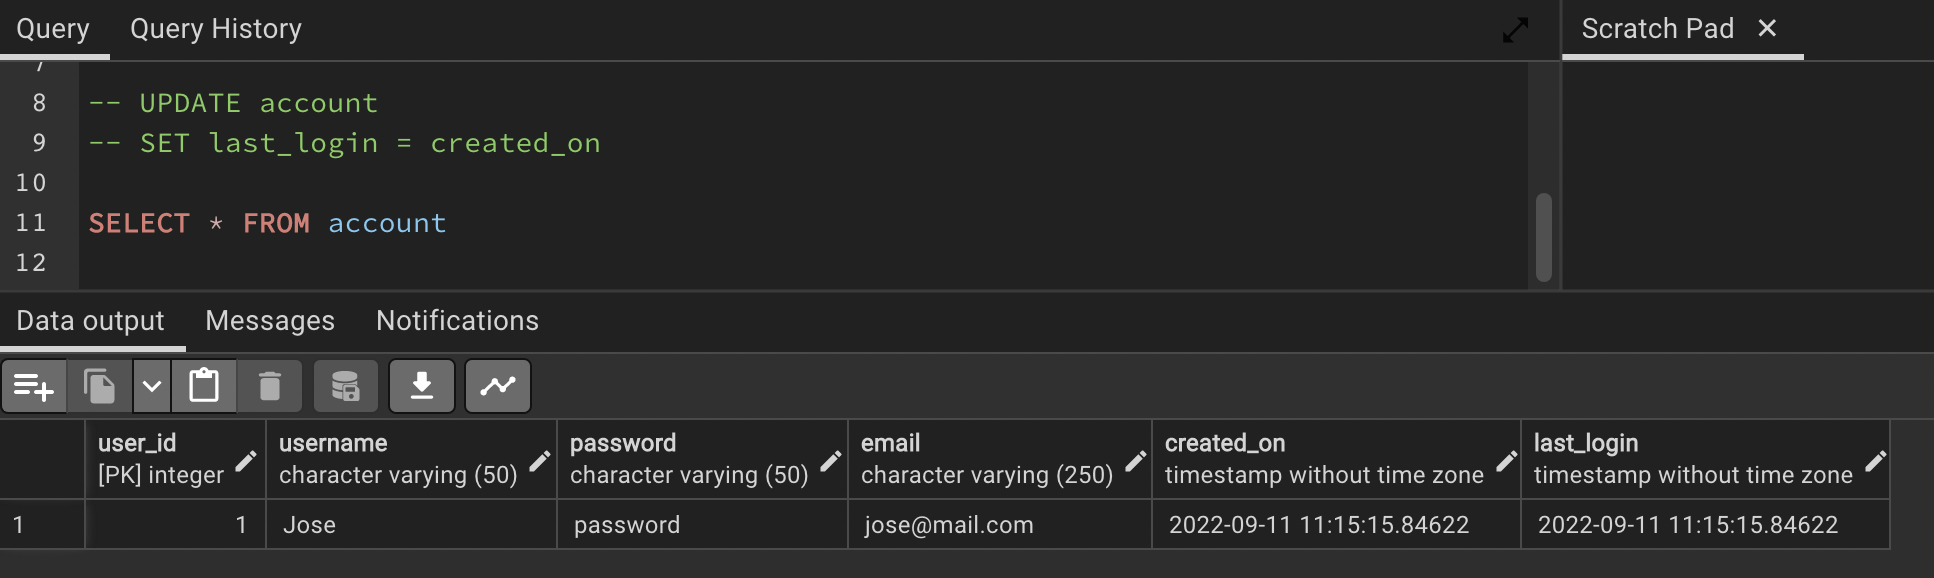 Query Query History Scratch Pad
8 -- UPDATE account
9 -- SET last_login = created_on
10
11 SELECT * FROM account
12
Data output Messages Notifications
user_id username password email created_on last_login
[PK] integer character varying (50) character varying (50) character varying (250) timestamp without time zone timestamp without time zone
1 1 Jose password jose@mail.com 2022-09-11 11:15:15.84622 2022-09-11 11:15:15.84622